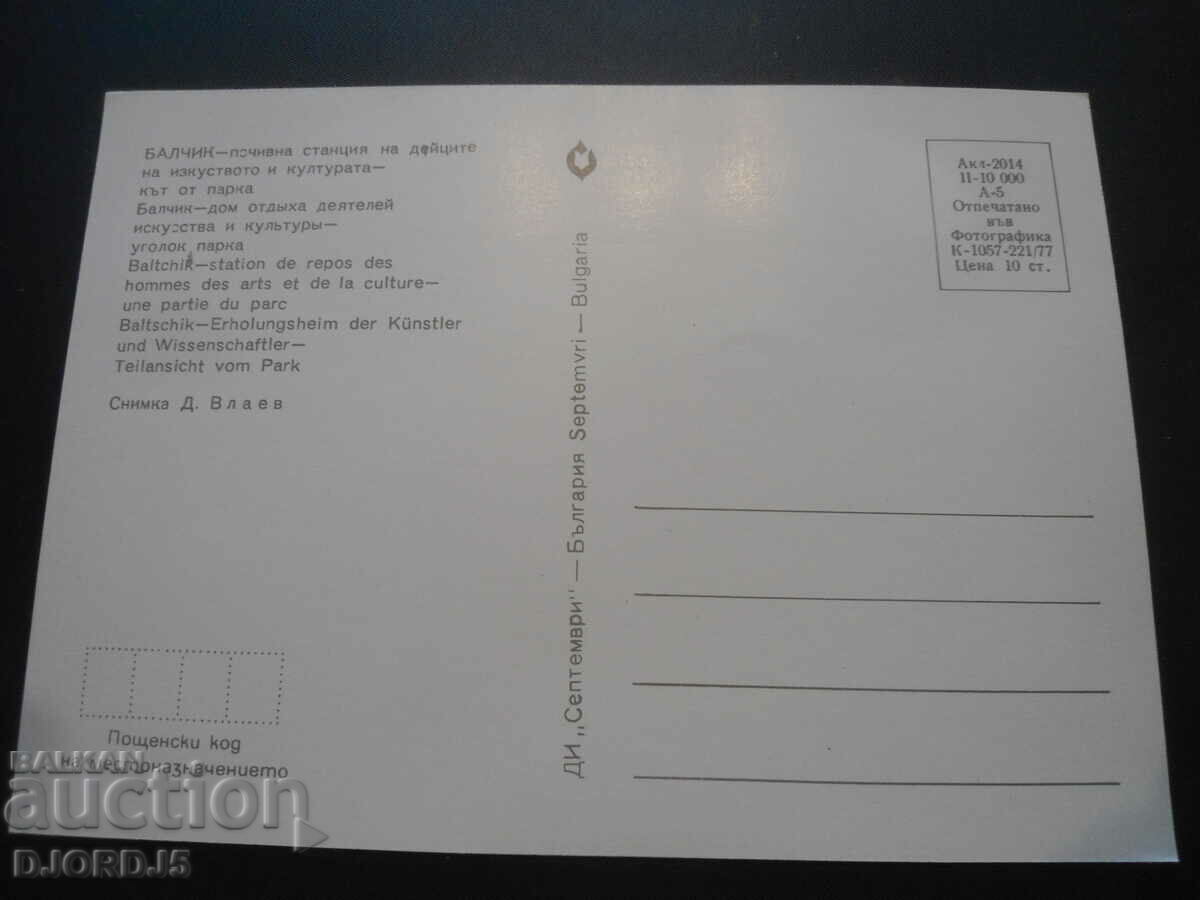 БАЛЧИК—почивна станция на дейците
на изкуството и културата—
кът от парка
Балчик—дом отдыха деятелей
искусства и культуры—
уголок парка
Baltchik—station de repos des
hommes des arts et de la culture—
une partie du parc
Baltschik—Erholungsheim der Künstler
und Wissenschaftler—
Teilansicht vom Park
Снимка Д. Влаев
Пощенски код
на местоназначението
ДИ „Септември" — България Septemvri — Bulgaria
Акл-2014
II-10 000
А-5
Отпечатано
във
Фотографика
К-1057-221/77
Цена 10 ст.
BALKAN
auction
DJORDJ5